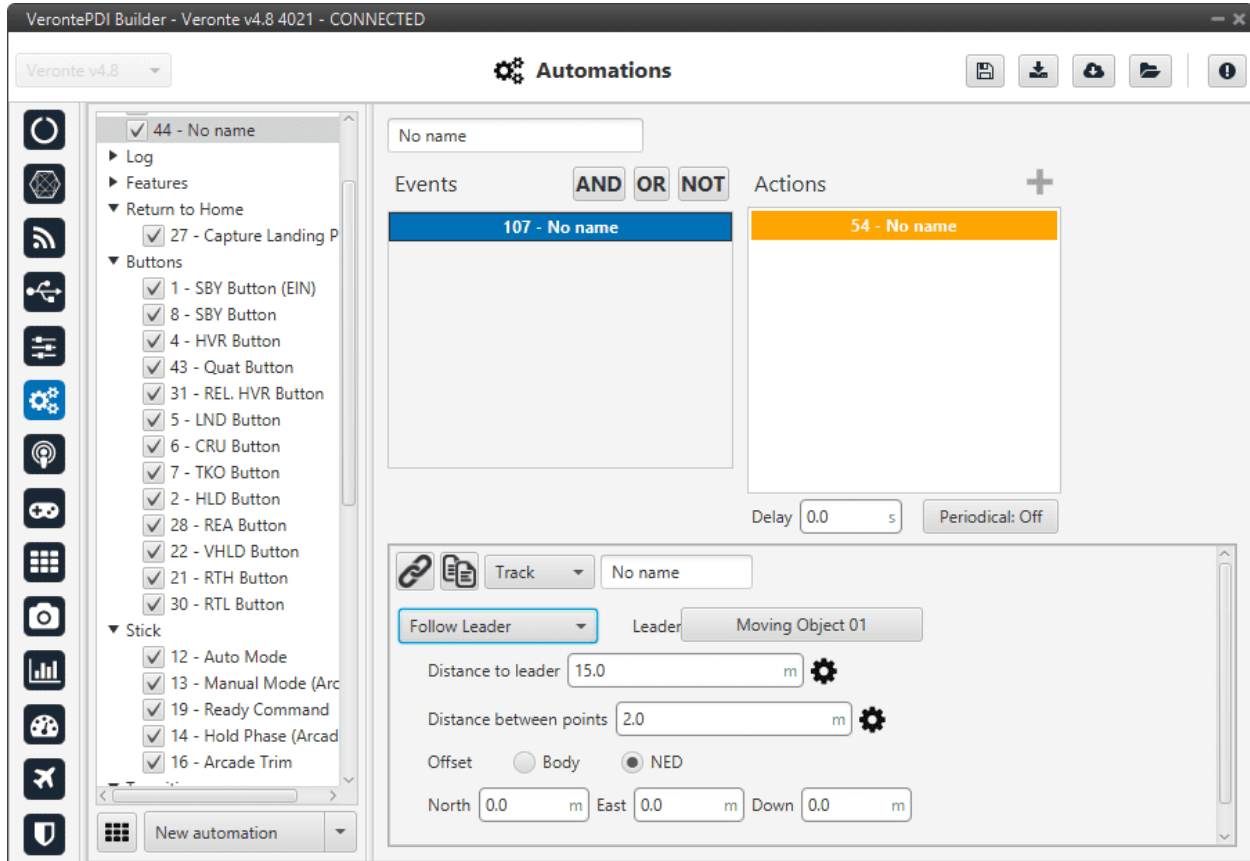 VerontePDI Builder - Veronte v4.8 4021 - CONNECTED
Veronte v4.8
Automations
44 - No name
Log
Features
Return to Home
27 - Capture Landing P
Buttons
1 - SBY Button (EIN)
8 - SBY Button
4 - HVR Button
43 - Quat Button
31 - REL. HVR Button
5 - LND Button
6 - CRU Button
7 - TKO Button
2 - HLD Button
28 - REA Button
22 - VHLD Button
21 - RTH Button
30 - RTL Button
Stick
12 - Auto Mode
13 - Manual Mode (Arc
19 - Ready Command
14 - Hold Phase (Arcad
16 - Arcade Trim
New automation
No name
Events AND OR NOT Actions
107 - No name
54 - No name
Delay 0.0 s Periodical: Off
Track No name
Follow Leader Leader Moving Object 01
Distance to leader 15.0 m
Distance between points 2.0 m
Offset Body NED
North 0.0 m East 0.0 m Down 0.0 m